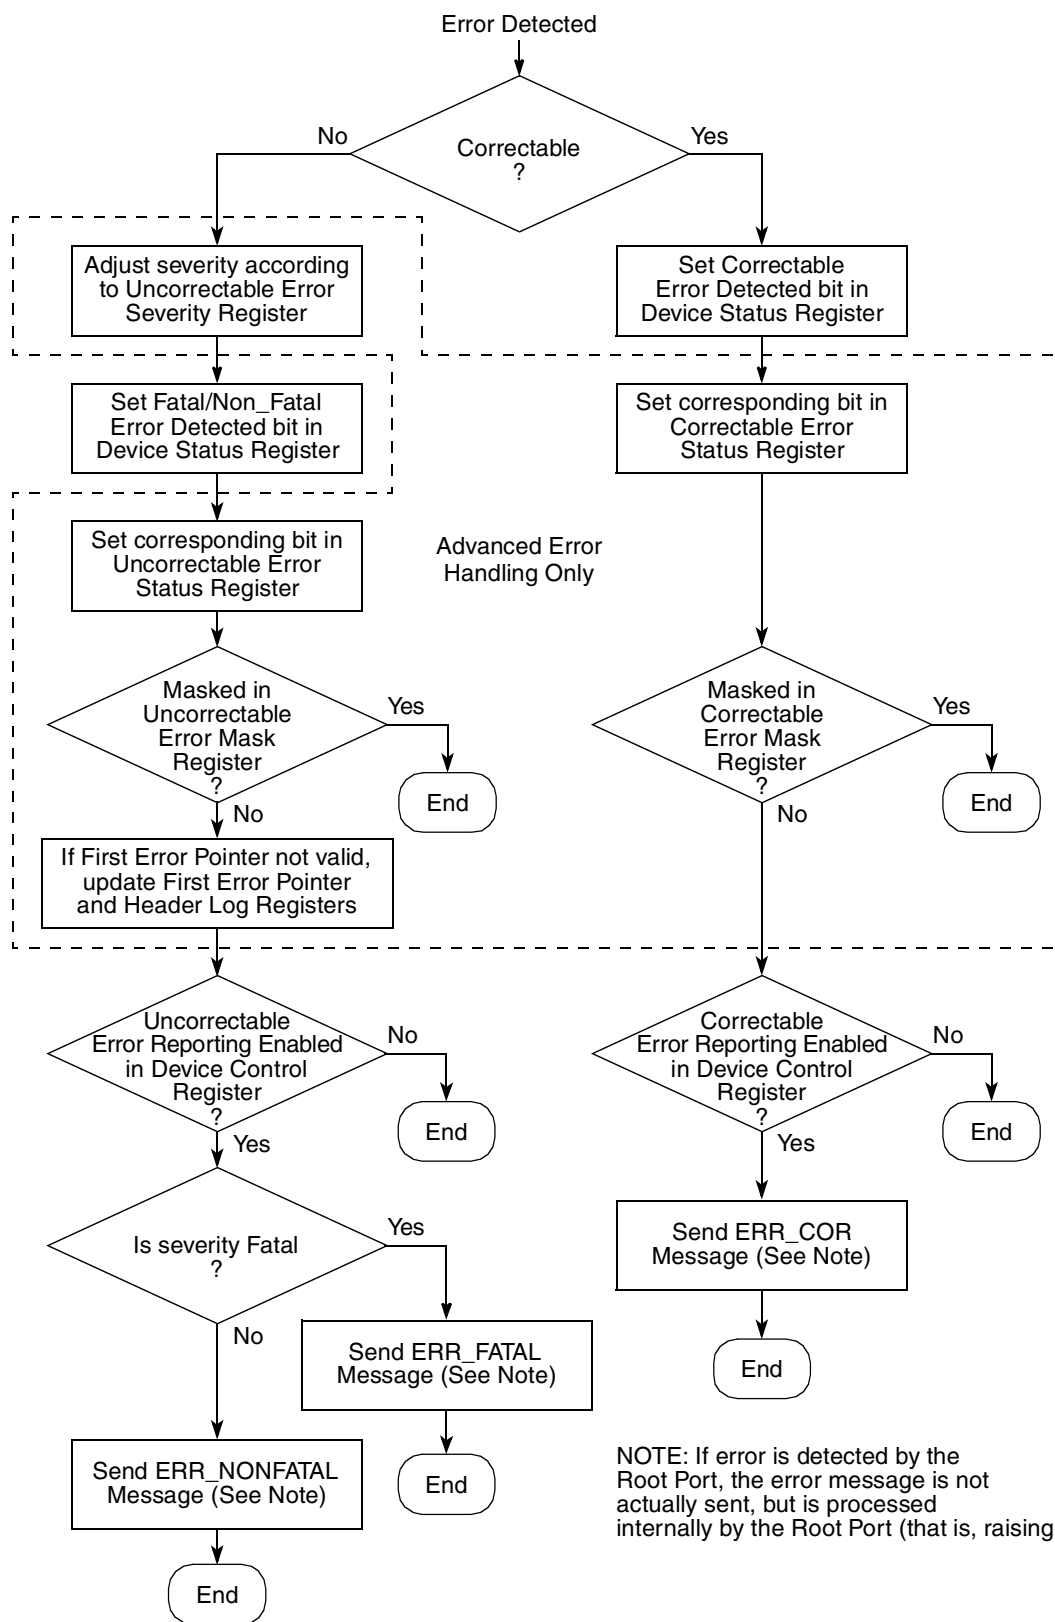 Error Detected
No
Yes
Correctable
?
Adjust severity according
to Uncorrectable Error
Severity Register
Set Correctable
Error Detected bit in
Device Status Register
Set Fatal/Non_Fatal
Error Detected bit in
Device Status Register
Set corresponding bit in
Correctable Error
Status Register
Set corresponding bit in
Uncorrectable Error
Status Register
Advanced Error
Handling Only
Masked in
Uncorrectable
Error Mask
Register
?
Yes
End
No
Masked in
Correctable
Error Mask
Register
?
Yes
End
No
If First Error Pointer not valid,
update First Error Pointer
and Header Log Registers
Uncorrectable
Error Reporting Enabled
in Device Control
Register
?
No
End
Yes
Correctable
Error Reporting Enabled
in Device Control
Register
?
No
End
Yes
Is severity Fatal
?
Yes
No
Send ERR_COR
Message (See Note)
End
Send ERR_FATAL
Message (See Note)
End
Send ERR_NONFATAL
Message (See Note)
End
NOTE: If error is detected by the
Root Port, the error message is not
actually sent, but is processed
internally by the Root Port (that is, raising